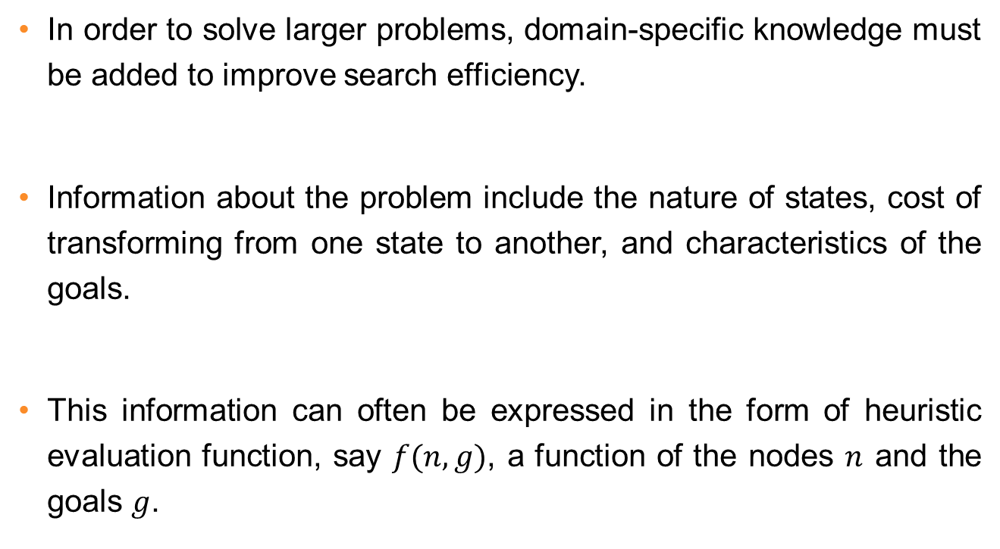 • In order to solve larger problems, domain-specific knowledge must
be added to improve search efficiency.
• Information about the problem include the nature of states, cost of
transforming from one state to another, and characteristics of the
goals.
• This information can often be expressed in the form of heuristic
evaluation function, say f(n, g), a function of the nodes n and the
goals g.